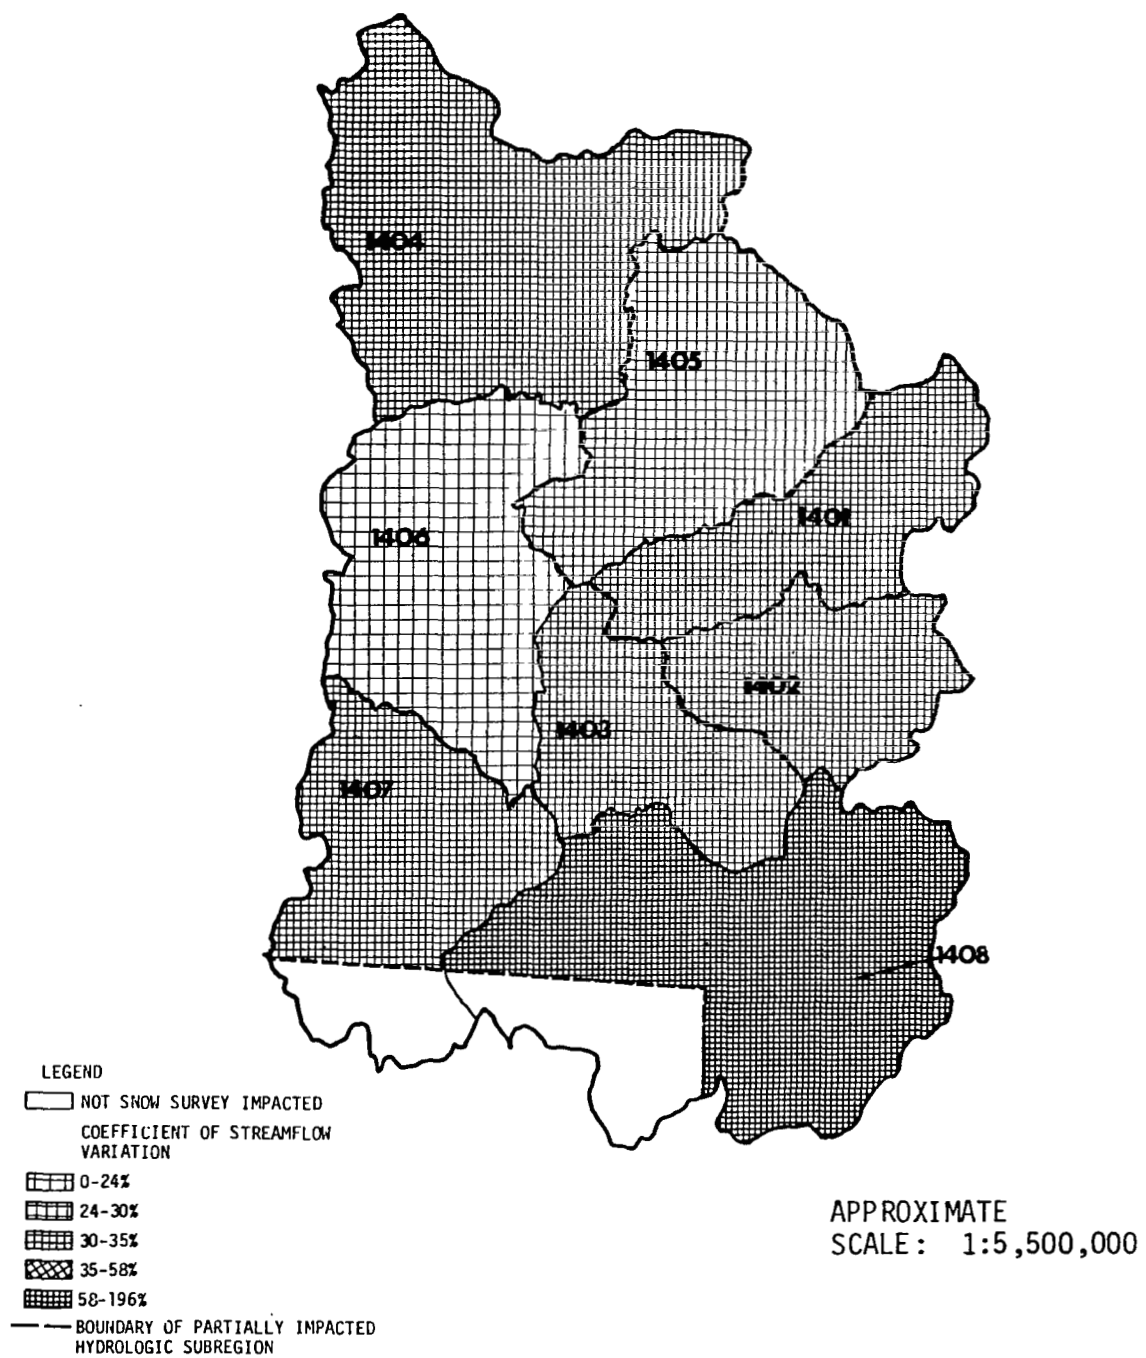 1404
1405
1401
1406
1402
1403
1407
1408
LEGEND
NOT SNOW SURVEY IMPACTED
COEFFICIENT OF STREAMFLOW
VARIATION
0-24%
24-30%
30-35%
35-58%
58-196%
BOUNDARY OF PARTIALLY IMPACTED
HYDROLOGIC SUBREGION
APPROXIMATE
SCALE: 1:5,500,000